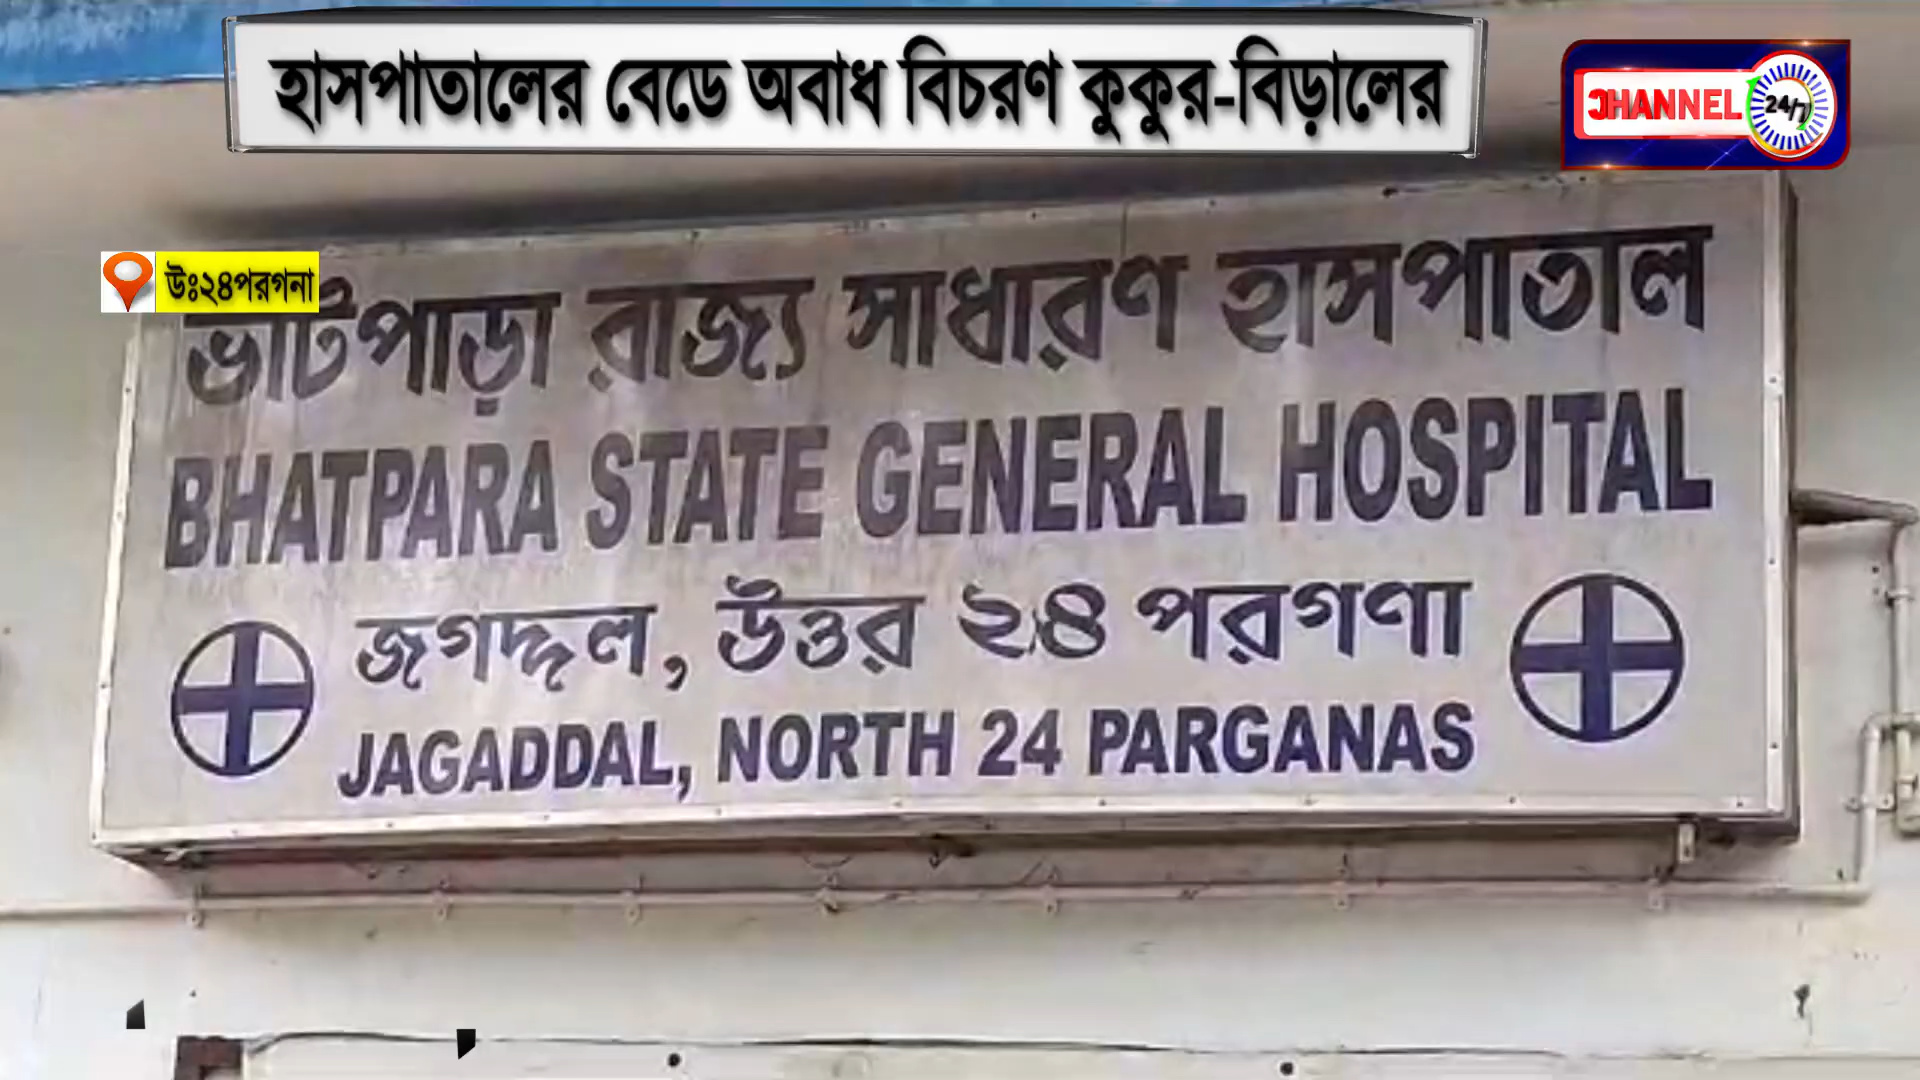 হাসপাতালের বেডে অবাধ বিচরণ কুকুর-বিড়ালের
CHANNEL 24/7
উঃ২৪পরগনা
ভাটপাড়া রাজ্য সাধারণ হাসপাতাল
BHATPARA STATE GENERAL HOSPITAL
জগদ্দল, উত্তর ২৪ পরগণা
JAGADDAL, NORTH 24 PARGANAS